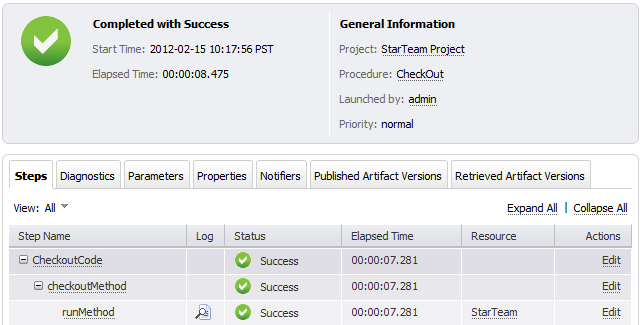 Completed with Success
Start Time: 2012-02-15 10:17:56 PST
Elapsed Time: 00:00:08.475
General Information
Project: StarTeam Project
Procedure: CheckOut
Launched by: admin
Priority: normal
Steps Diagnostics Parameters Properties Notifiers Published Artifact Versions Retrieved Artifact Versions
View: All Expand All | Collapse All
Step Name Log Status Elapsed Time Resource Actions
CheckoutCode Success 00:00:07.281 Edit
checkoutMethod Success 00:00:07.281 Edit
runMethod Success 00:00:07.281 StarTeam Edit